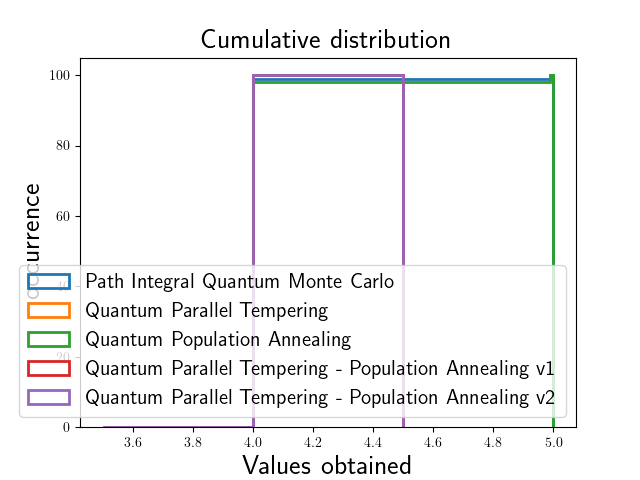 Cumulative distribution
100
80
60
40
20
0
occurrence
Path Integral Quantum Monte Carlo
Quantum Parallel Tempering
Quantum Population Annealing
Quantum Parallel Tempering - Population Annealing v1
Quantum Parallel Tempering - Population Annealing v2
3.6 3.8 4.0 4.2 4.4 4.6 4.8 5.0
Values obtained